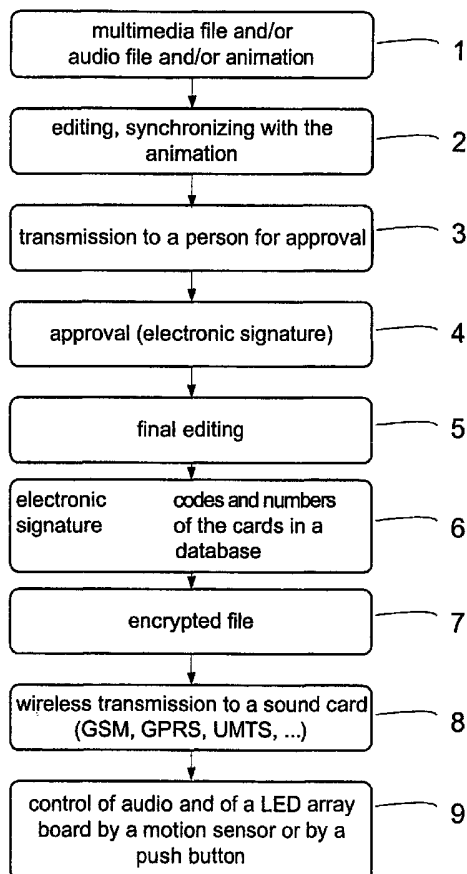 multimedia file and/or
audio file and/or animation
1
editing, synchronizing with the
animation
2
transmission to a person for approval
3
approval (electronic signature)
4
final editing
5
electronic signature
codes and numbers of the cards in a database
6
encrypted file
7
wireless transmission to a sound card
(GSM, GPRS, UMTS, ...)
8
control of audio and of a LED array
board by a motion sensor or by a
push button
9